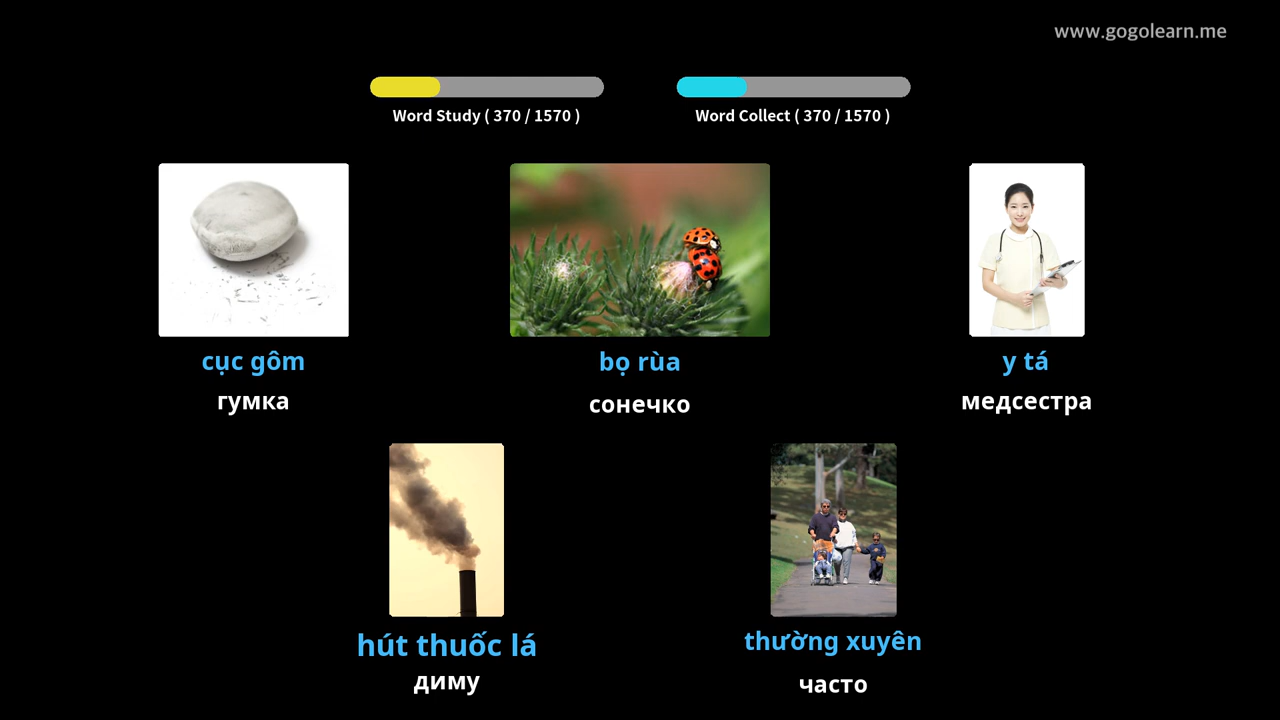 www.gogolearn.me
Word Study ( 370 / 1570 )
Word Collect ( 370 / 1570 )
cục gôm
гумка
bọ rùa
сонечко
y tá
медсестра
hút thuốc lá
диму
thường xuyên
часто